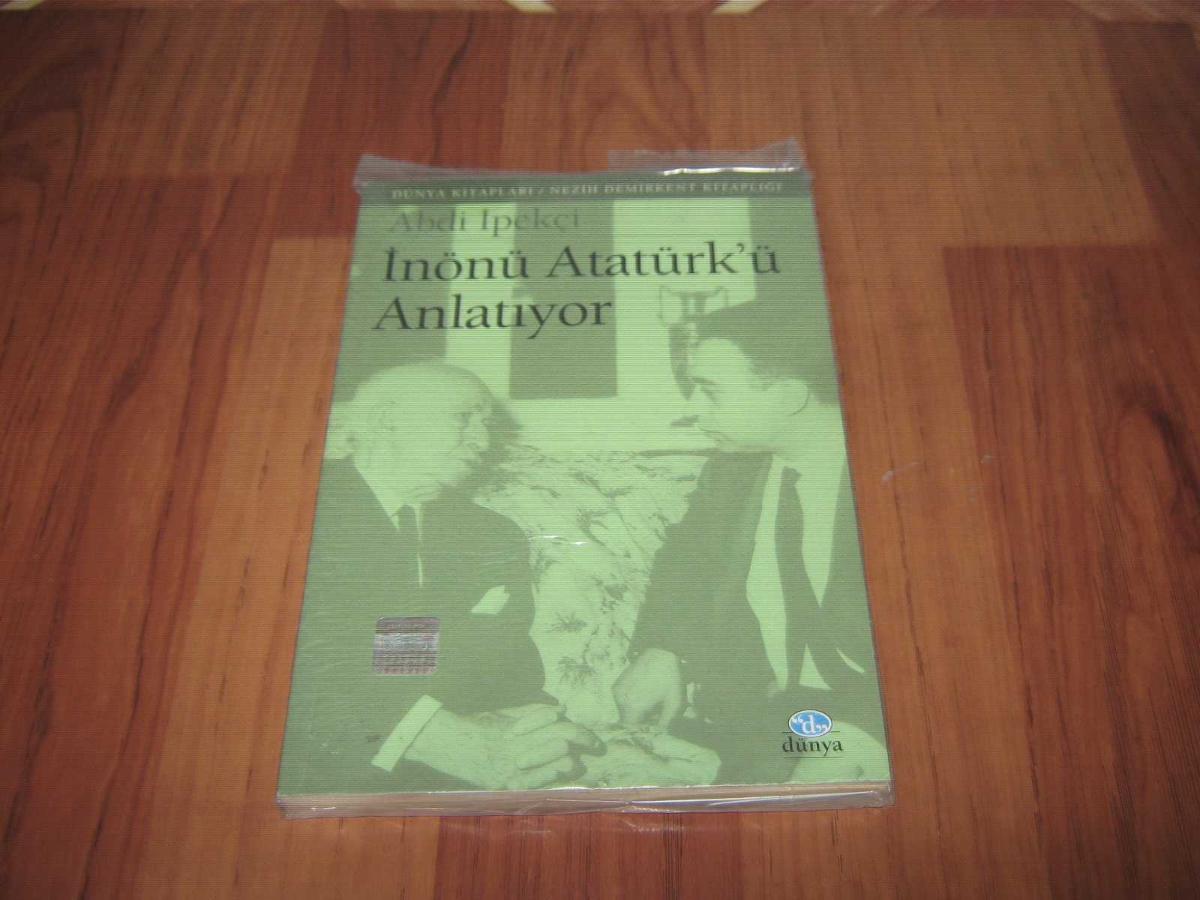 DÜNYA KİTAPLARI / NEZİH DEMİRKENT KİTAPLIĞI
Abdi İpekçi
İnönü Atatürk'ü
Anlatıyor
“d„
dünya